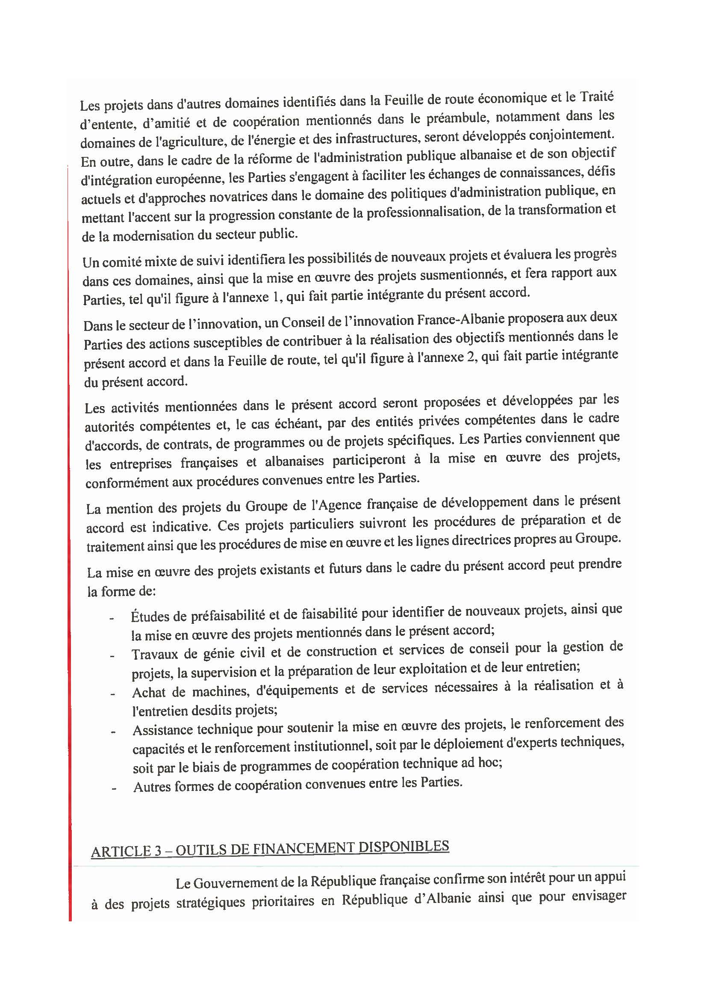 Les projets dans d'autres domaines identifiés dans la Feuille de route économique et le Traité
d’entente, d’amitié et de coopération mentionnés dans le préambule, notamment dans les
domaines de l'agriculture, de l'énergie et des infrastructures, seront développés conjointement.
En outre, dans le cadre de la réforme de l'administration publique albanaise et de son objectif
d'intégration européenne, les Parties s'engagent à faciliter les échanges de connaissances, défis
actuels et d'approches novatrices dans le domaine des politiques d'administration publique, en
mettant l'accent sur la progression constante de la professionnalisation, de la transformation et
de la modernisation du secteur public.
Un comité mixte de suivi identifiera les possibilités de nouveaux projets et évaluera les progrès
dans ces domaines, ainsi que la mise en œuvre des projets susmentionnés, et fera rapport aux
Parties, tel qu'il figure à l'annexe 1, qui fait partie intégrante du présent accord.
Dans le secteur de l’innovation, un Conseil de l’innovation France-Albanie proposera aux deux
Parties des actions susceptibles de contribuer à la réalisation des objectifs mentionnés dans le
présent accord et dans la Feuille de route, tel qu'il figure à l'annexe 2, qui fait partie intégrante
du présent accord.
Les activités mentionnées dans le présent accord seront proposées et développées par les
autorités compétentes et, le cas échéant, par des entités privées compétentes dans le cadre
d'accords, de contrats, de programmes ou de projets spécifiques. Les Parties conviennent que
les entreprises françaises et albanaises participeront à la mise en œuvre des projets,
conformément aux procédures convenues entre les Parties.
La mention des projets du Groupe de l'Agence française de développement dans le présent
accord est indicative. Ces projets particuliers suivront les procédures de préparation et de
traitement ainsi que les procédures de mise en œuvre et les lignes directrices propres au Groupe.
La mise en œuvre des projets existants et futurs dans le cadre du présent accord peut prendre
la forme de:
- Études de préfaisabilité et de faisabilité pour identifier de nouveaux projets, ainsi que
la mise en œuvre des projets mentionnés dans le présent accord;
- Travaux de génie civil et de construction et services de conseil pour la gestion de
projets, la supervision et la préparation de leur exploitation et de leur entretien;
- Achat de machines, d'équipements et de services nécessaires à la réalisation et à
l'entretien desdits projets;
- Assistance technique pour soutenir la mise en œuvre des projets, le renforcement des
capacités et le renforcement institutionnel, soit par le déploiement d'experts techniques,
soit par le biais de programmes de coopération technique ad hoc;
- Autres formes de coopération convenues entre les Parties.
ARTICLE 3 – OUTILS DE FINANCEMENT DISPONIBLES
Le Gouvernement de la République française confirme son intérêt pour un appui
à des projets stratégiques prioritaires en République d’Albanie ainsi que pour envisager